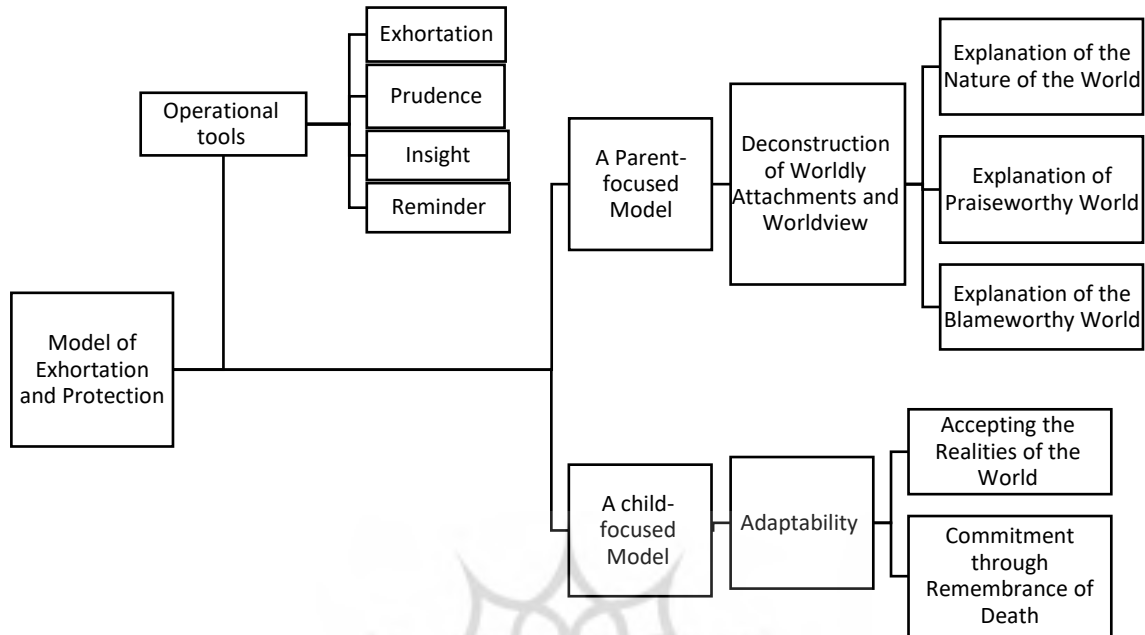 Exhortation
Prudence
Insight
Reminder
Operational
tools
Model of
Exhortation
and Protection
A Parent-
focused
Model
Deconstruction
of Worldly
Attachments and
Worldview
Explanation of the
Nature of the World
Explanation of
Praiseworthy World
Explanation of the
Blameworthy World
A child-
focused
Model
Adaptability
Accepting the
Realities of the
World
Commitment
through
Remembrance of
Death